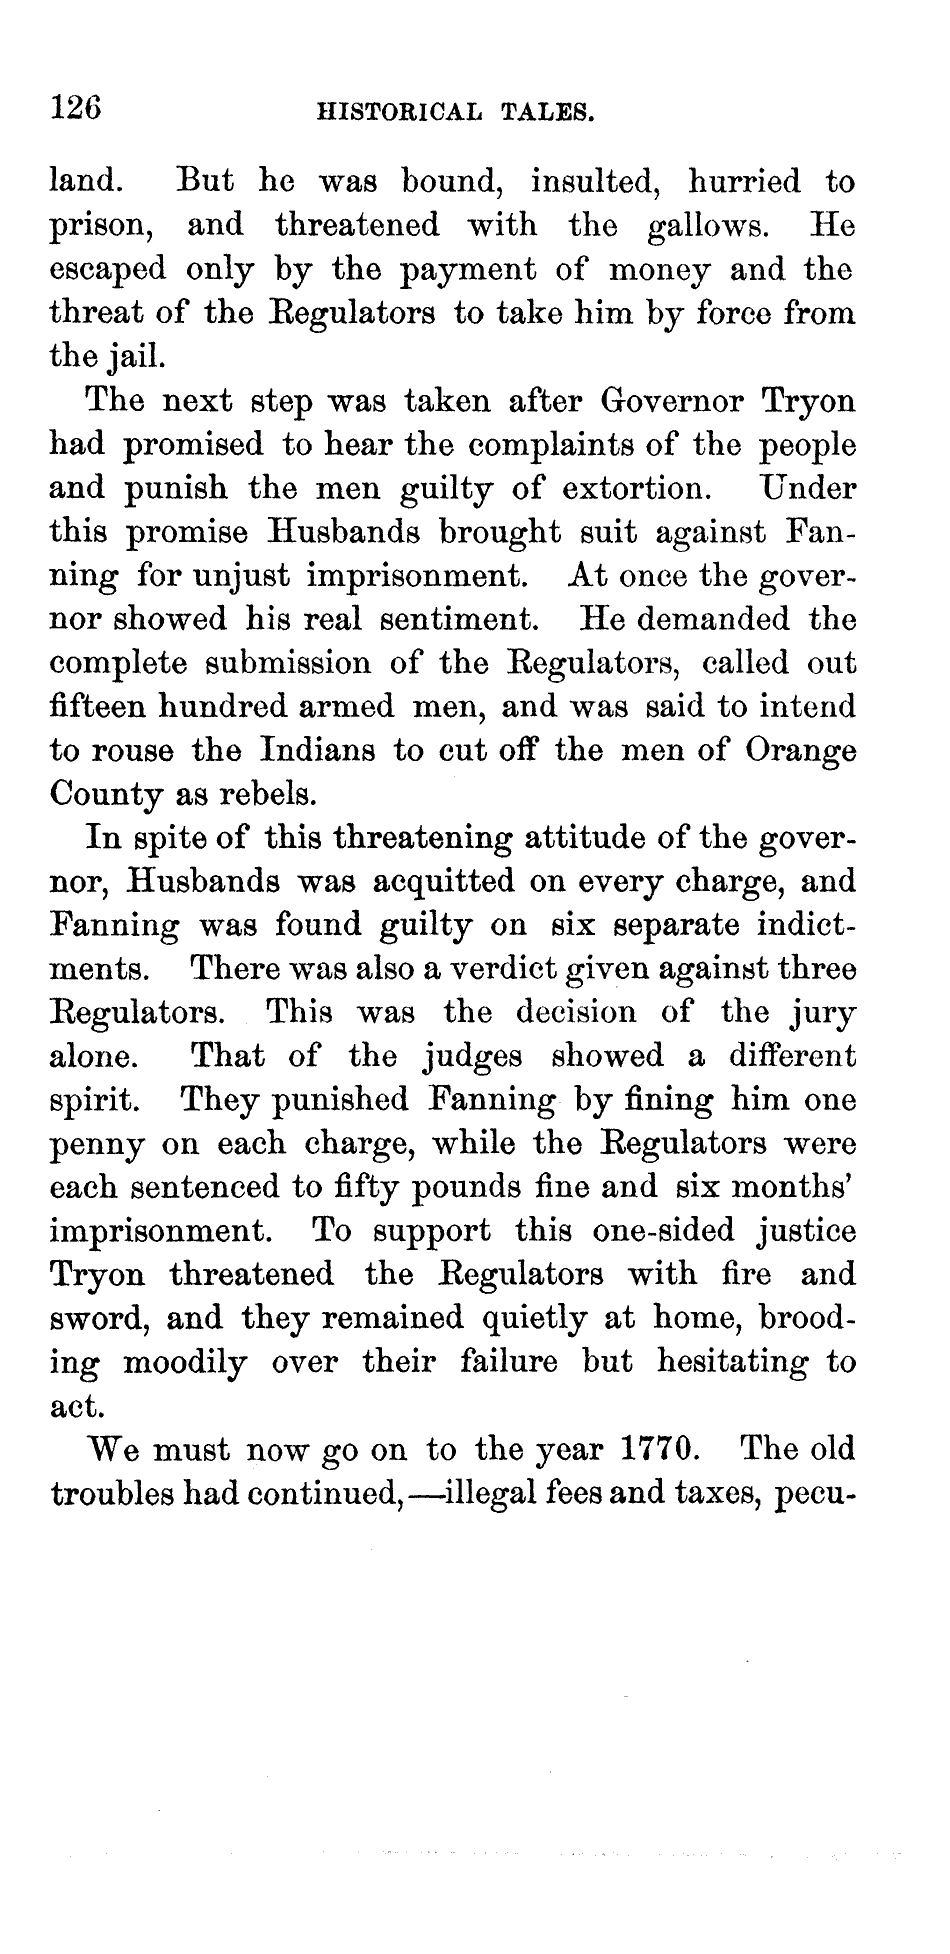 126 HISTORICAL TALES.
land. But he was bound, insulted, hurried to
prison, and threatened with the gallows. He
escaped only by the payment of money and the
threat of the Regulators to take him by force from
the jail.
The next step was taken after Governor Tryon
had promised to hear the complaints of the people
and punish the men guilty of extortion. Under
this promise Husbands brought suit against Fan-
ning for unjust imprisonment. At once the gover-
nor showed his real sentiment. He demanded the
complete submission of the Regulators, called out
fifteen hundred armed men, and was said to intend
to rouse the Indians to cut off the men of Orange
County as rebels.
In spite of this threatening attitude of the gover-
nor, Husbands was acquitted on every charge, and
Fanning was found guilty on six separate indict-
ments. There was also a verdict given against three
Regulators. This was the decision of the jury
alone. That of the judges showed a different
spirit. They punished Fanning by fining him one
penny on each charge, while the Regulators were
each sentenced to fifty pounds fine and six months'
imprisonment. To support this one-sided justice
Tryon threatened the Regulators with fire and
sword, and they remained quietly at home, brood-
ing moodily over their failure but hesitating to
act.
We must now go on to the year 1770. The old
troubles had continued,—illegal fees and taxes, pecu-